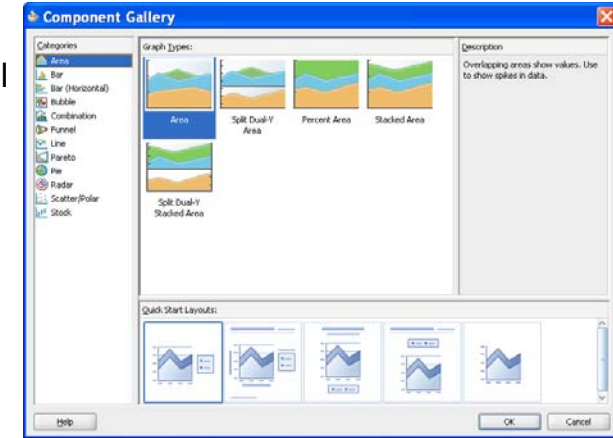 Component Gallery
Categories
Area
Bar
Bar (Horizontal)
Bubble
Combination
Funnel
Line
Pareto
Pie
Radar
Scatter/Polar
Stock
Graph Types:
Area
Split Dual-Y
Area
Percent Area
Stacked Area
Split Dual-Y
Stacked Area
Description
Overlapping areas show values. Use
to show spikes in data.
Quick Start Layouts:
Help
OK
Cancel